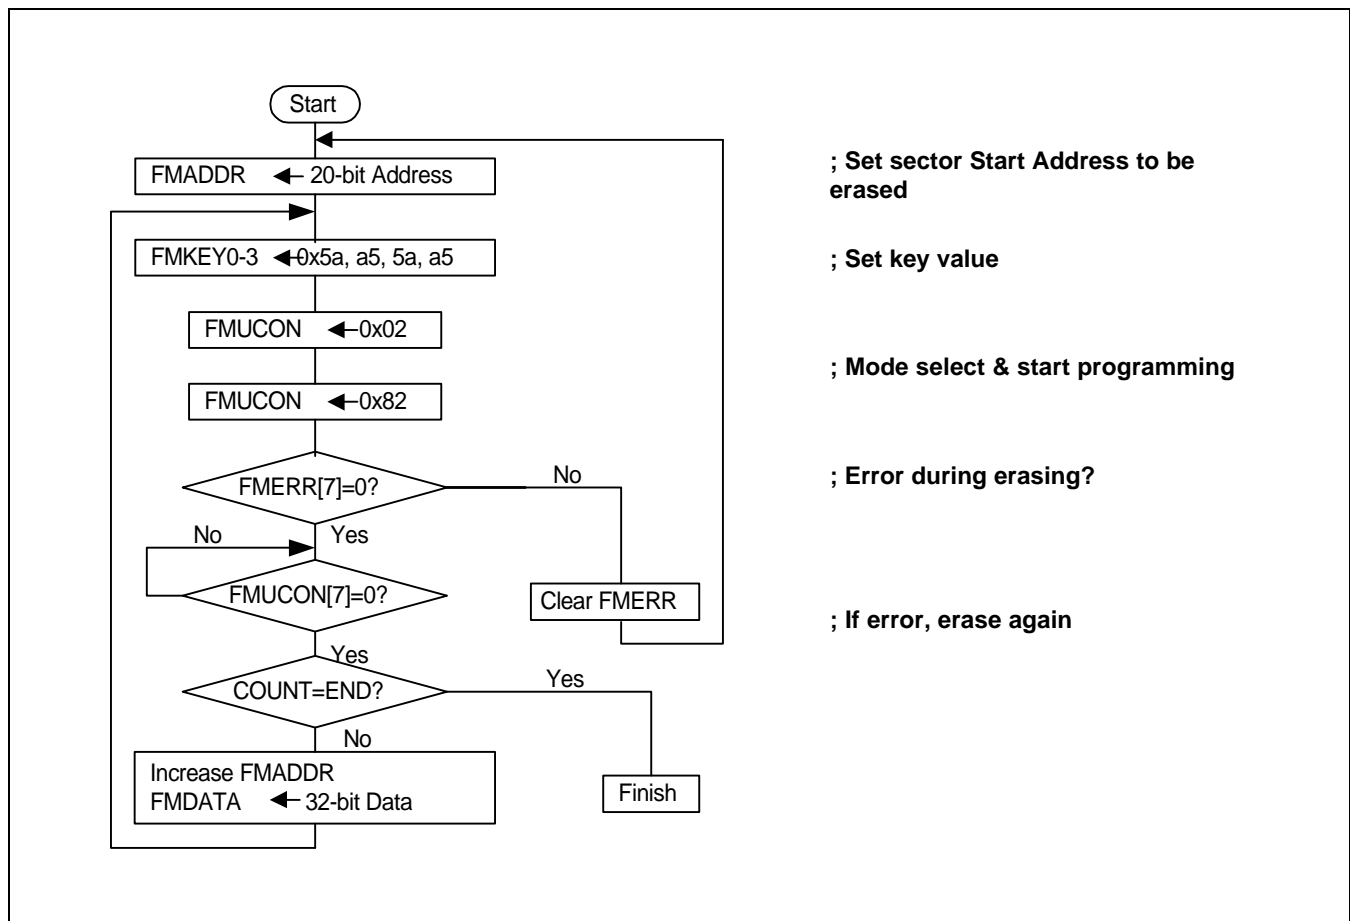 Start
FMADDR 20-bit Address
; Set sector Start Address to be
erased
FMKEY0-3 0x5a, a5, 5a, a5
; Set key value
FMUCON 0x02
; Mode select & start programming
FMUCON 0x82
FMERR[7]=0?
No
; Error during erasing?
No
Yes
FMUCON[7]=0?
Clear FMERR
; If error, erase again
Yes
COUNT=END?
Yes
No
Increase FMADDR
FMDATA 32-bit Data
Finish